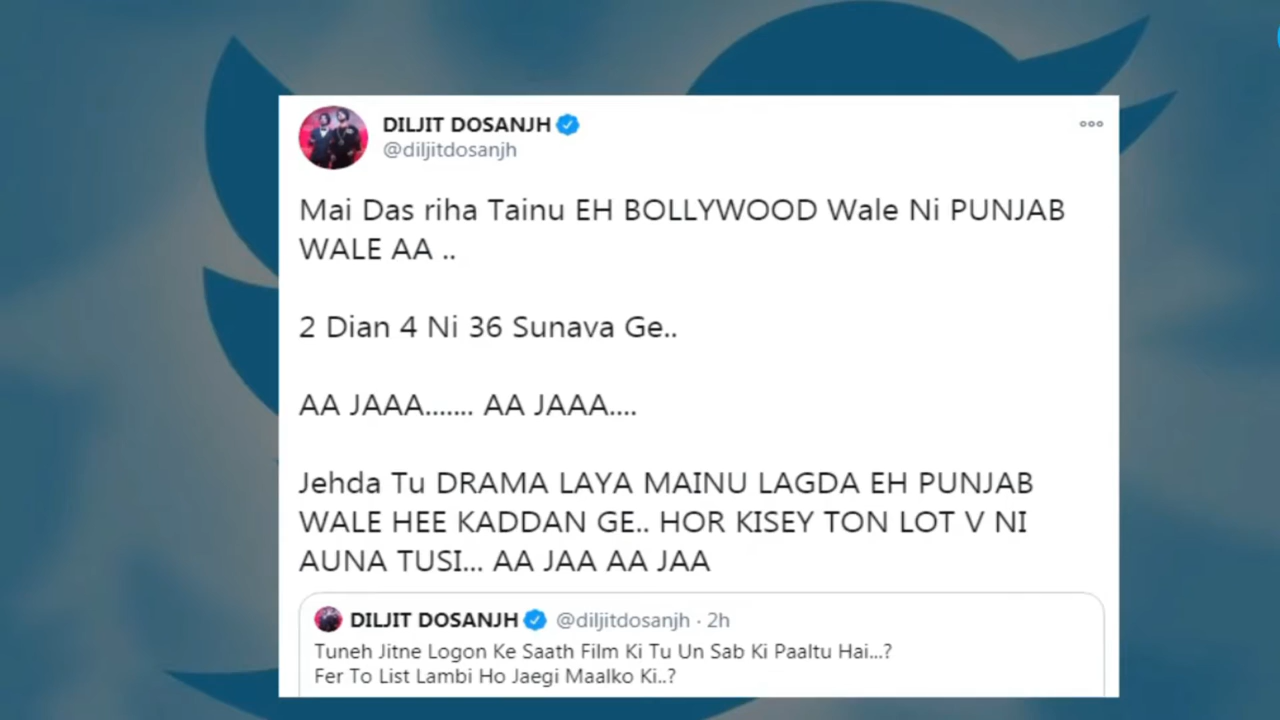 DILJIT DOSANJH
@diljitdosanjh
Mai Das riha Tainu EH BOLLYWOOD Wale Ni PUNJAB
WALE AA ..
2 Dian 4 Ni 36 Sunava Ge..
AA JAAA....... AA JAAA....
Jehda Tu DRAMA LAYA MAINU LAGDA EH PUNJAB
WALE HEE KADDAN GE.. HOR KISEY TON LOT V NI
AUNA TUSI... AA JAA AA JAA
DILJIT DOSANJH @diljitdosanjh · 2h
Tuneh Jitne Logon Ke Saath Film Ki Tu Un Sab Ki Paaltu Hai...?
Fer To List Lambi Ho Jaegi Maalko Ki..?